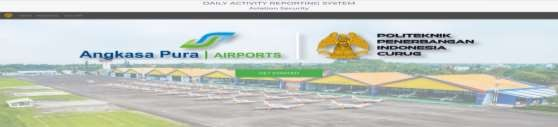 DAILY ACTIVITY REPORTING SYSTEM
Aviation Security
Angkasa Pura | AIRPORTS
POLITEKNIK
PENERBANGAN
INDONESIA
CURUG
GET STARTED